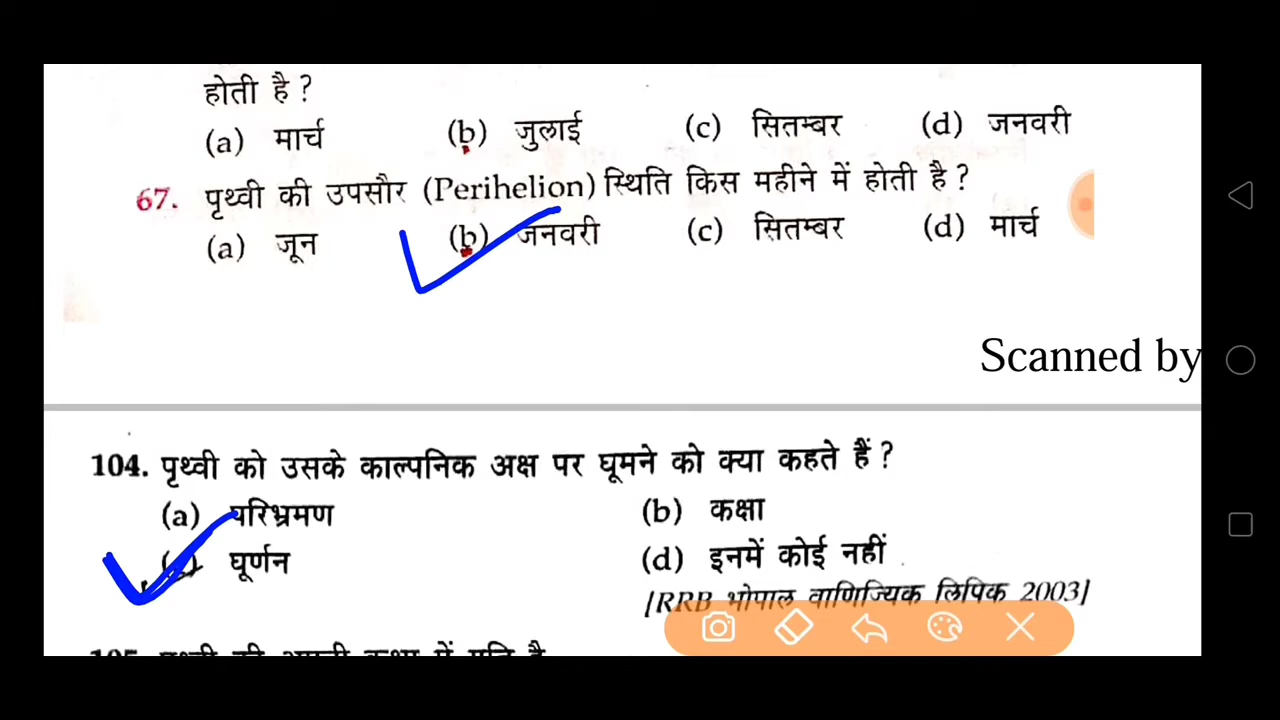 होती है ?
(a) मार्च (b) जुलाई (c) सितम्बर (d) जनवरी
67. पृथ्वी की उपसौर (Perihelion) स्थिति किस महीने में होती है ?
(a) जून (b) जनवरी (c) सितम्बर (d) मार्च
Scanned by
104. पृथ्वी को उसके काल्पनिक अक्ष पर घूमने को क्या कहते हैं ?
(a) परिभ्रमण (b) कक्षा
घूर्णन (d) इनमें कोई नहीं
[RRB भोपाल वाणिज्यिक लिपिक 2003]